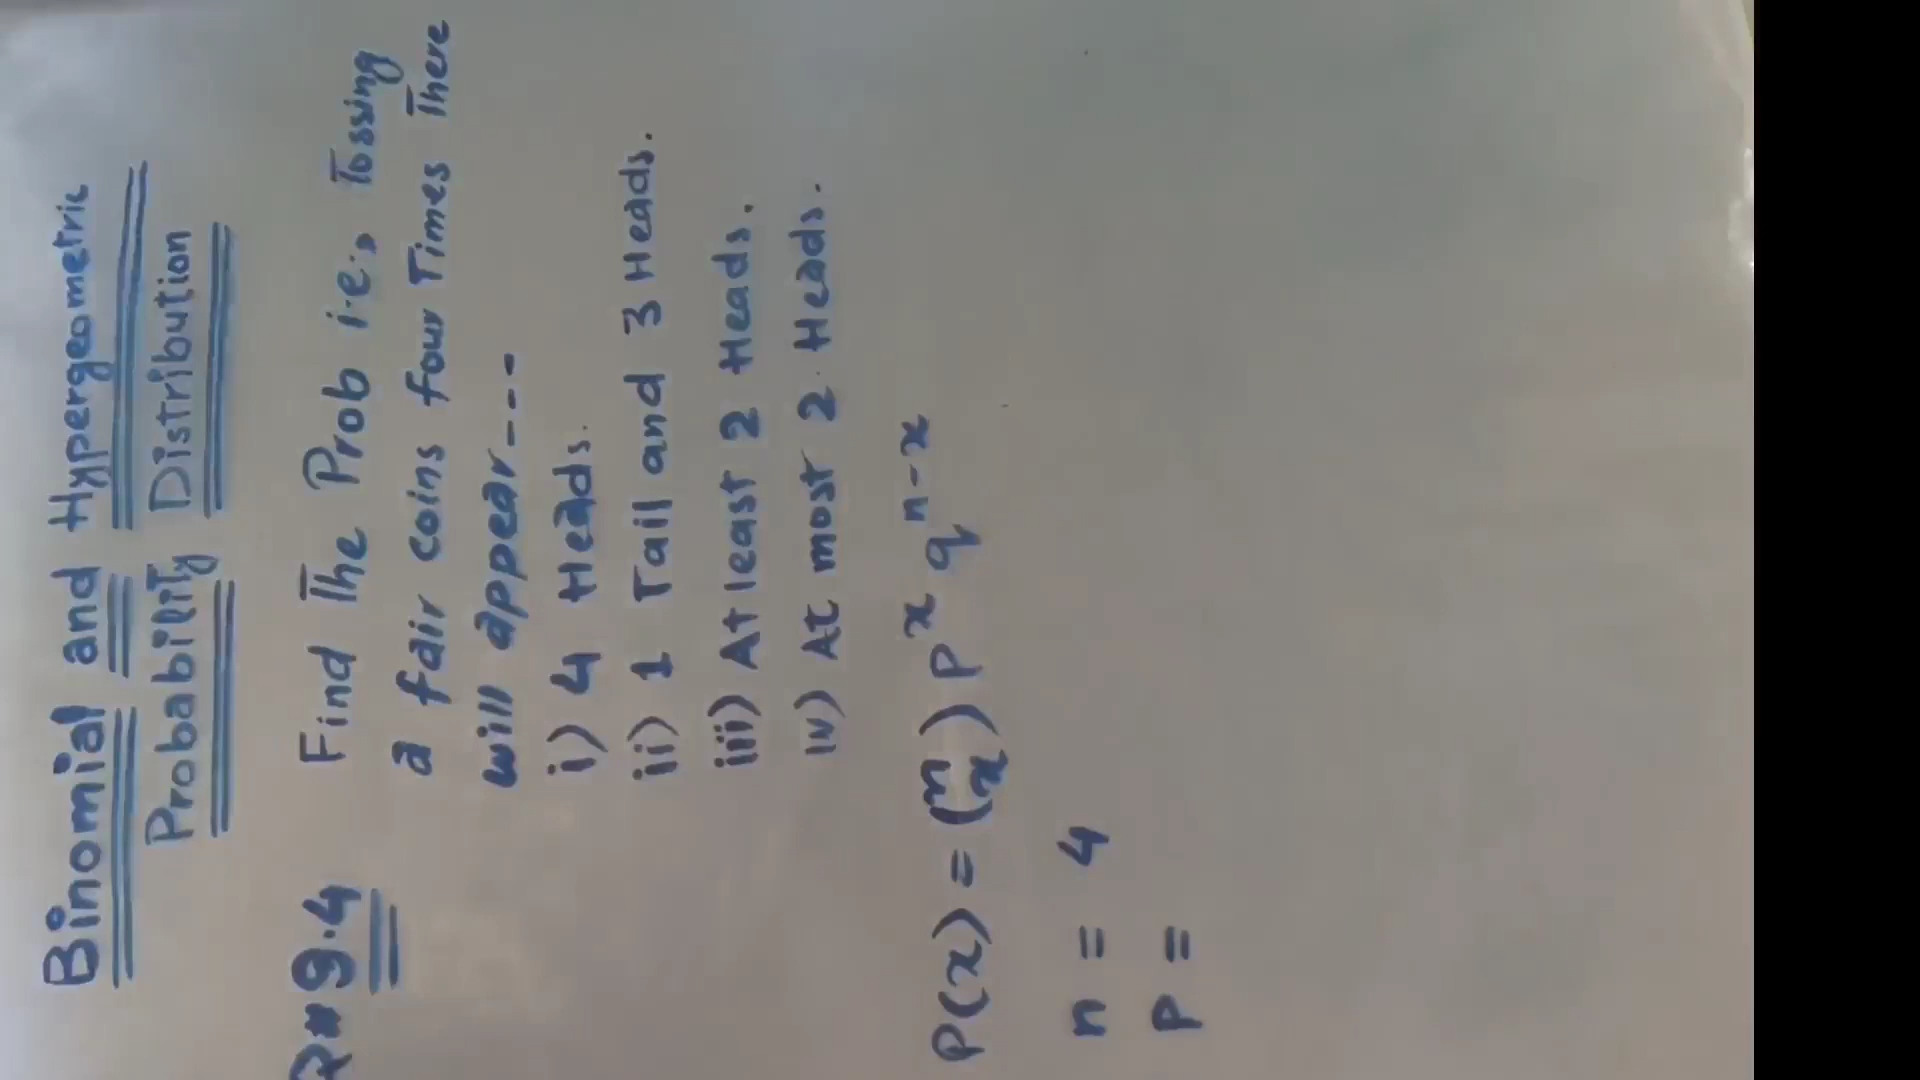 Binomial and Hypergeometric
Probability Distribution
Q#9.4 Find The Prob i.e., Tossing
a fair coins four Times There
will appear----
i) 4 Heads.
ii) 1 Tail and 3 Heads.
iii) At least 2 Heads.
iv) At most 2 Heads.
P(x) = (n x) P^x q^n-x
n = 4
P =